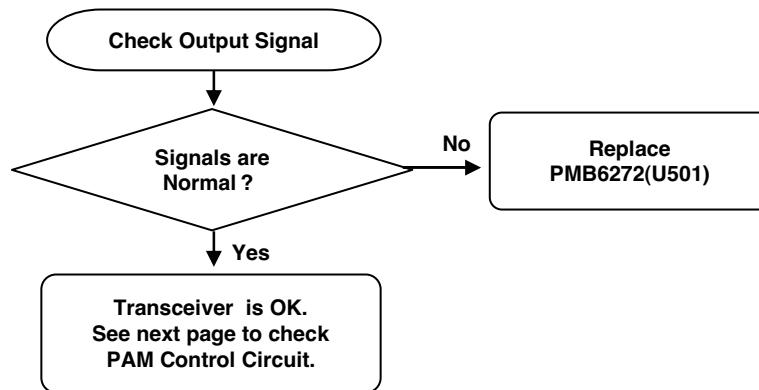 Check Output Signal
Signals are
Normal ?
No
Replace
PMB6272(U501)
Yes
Transceiver is OK.
See next page to check
PAM Control Circuit.